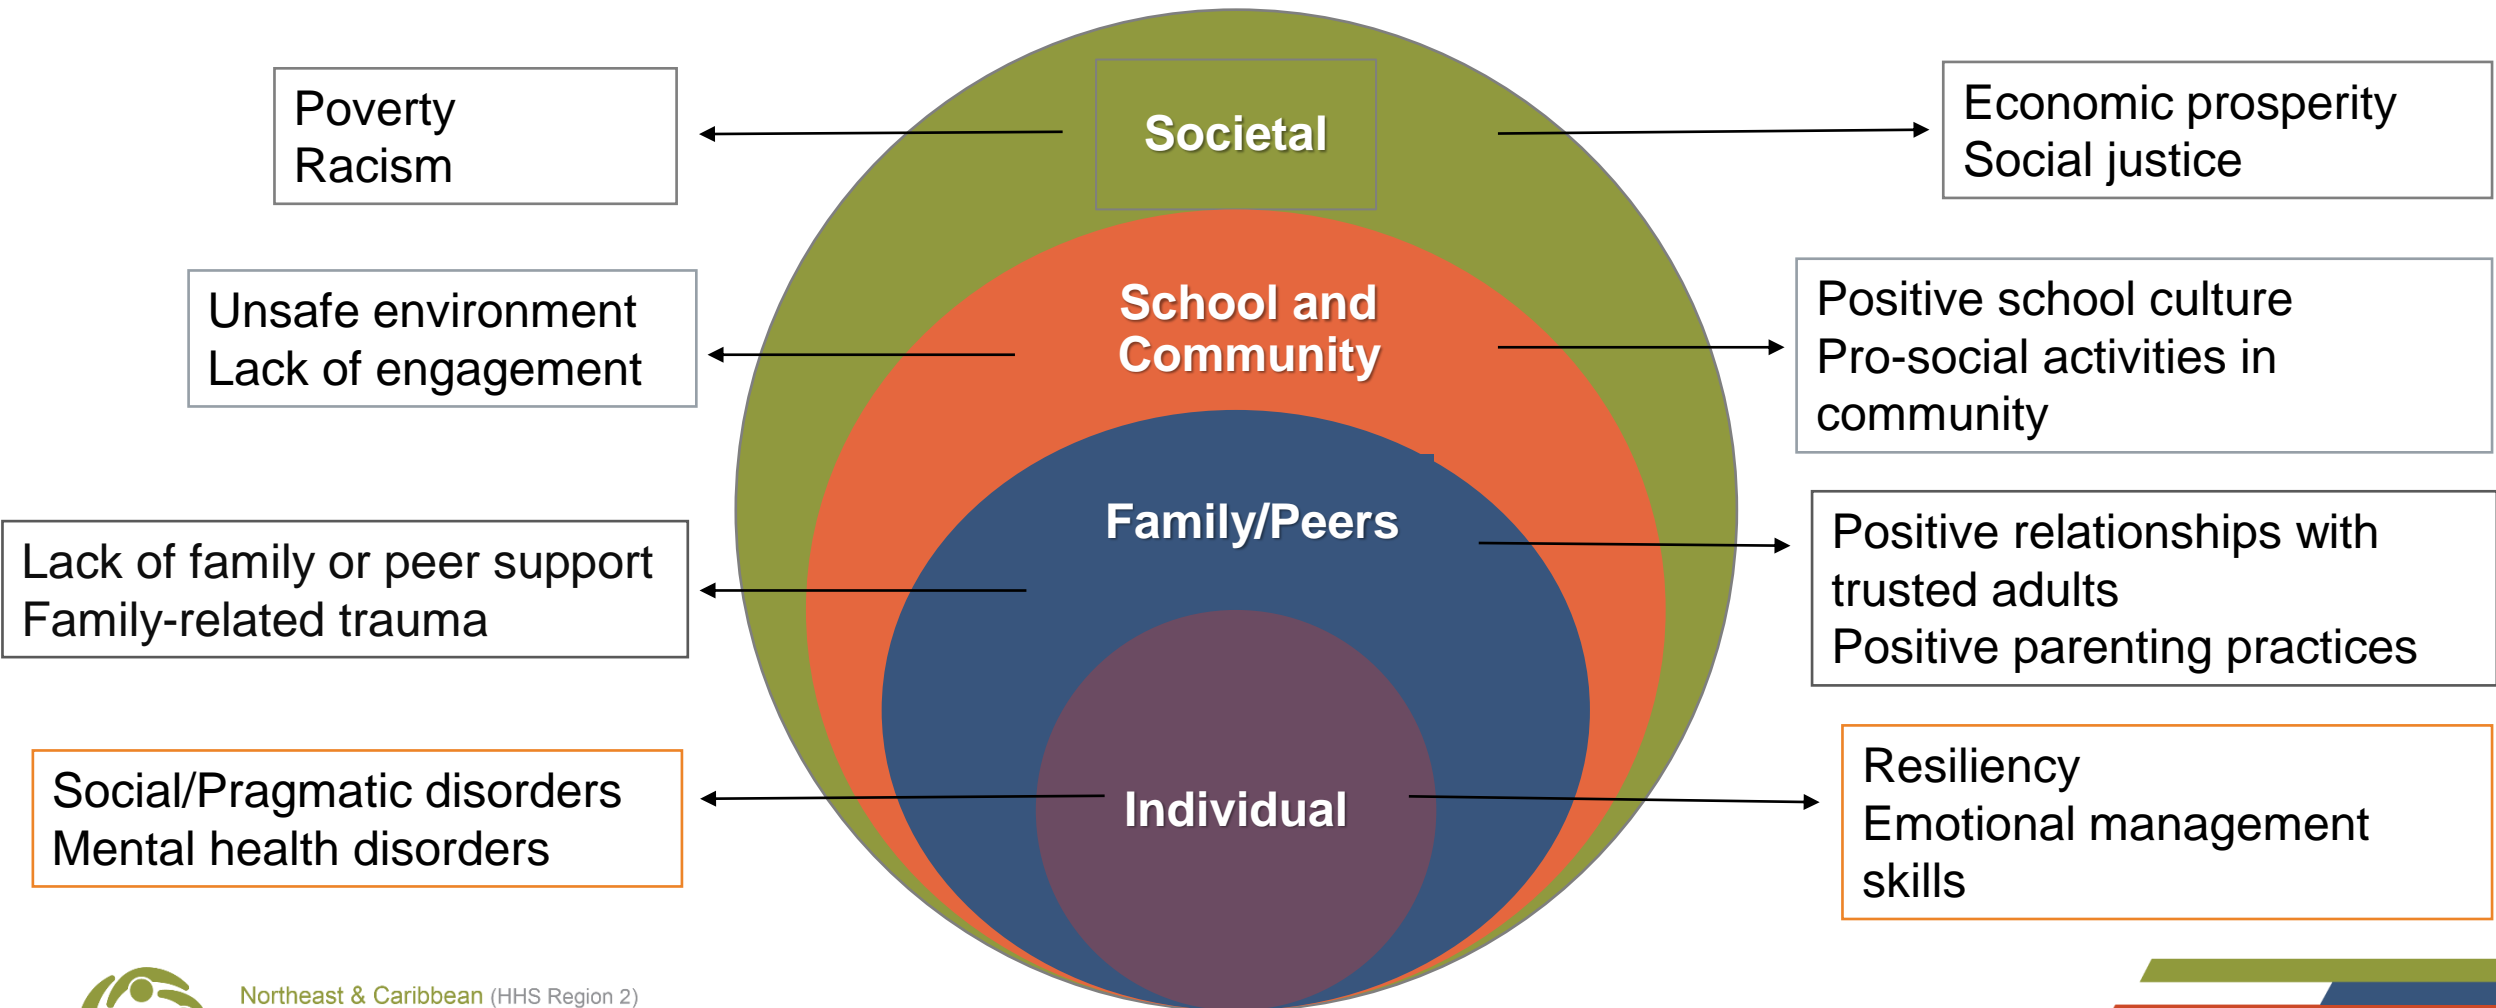 Poverty
Racism
Societal
Economic prosperity
Social justice
Unsafe environment
Lack of engagement
School and
Community
Positive school culture
Pro-social activities in
community
Lack of family or peer support
Family-related trauma
Family/Peers
Positive relationships with
trusted adults
Positive parenting practices
Social/Pragmatic disorders
Mental health disorders
Individual
Resiliency
Emotional management
skills
Northeast & Caribbean (HHS Region 2)